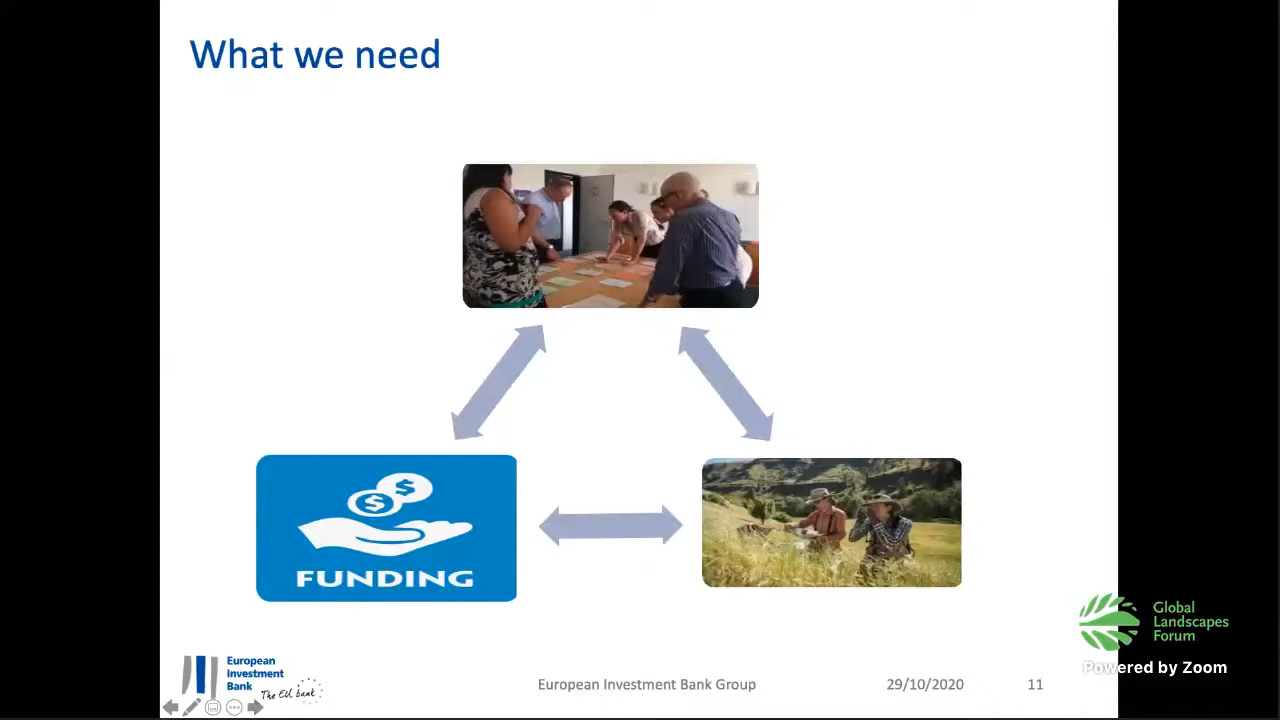 What we need
$
$
FUNDING
Global
Landscapes
Forum
Powered by Zoom
European
Investment
Bank
The EU bank
European Investment Bank Group
29/10/2020
11